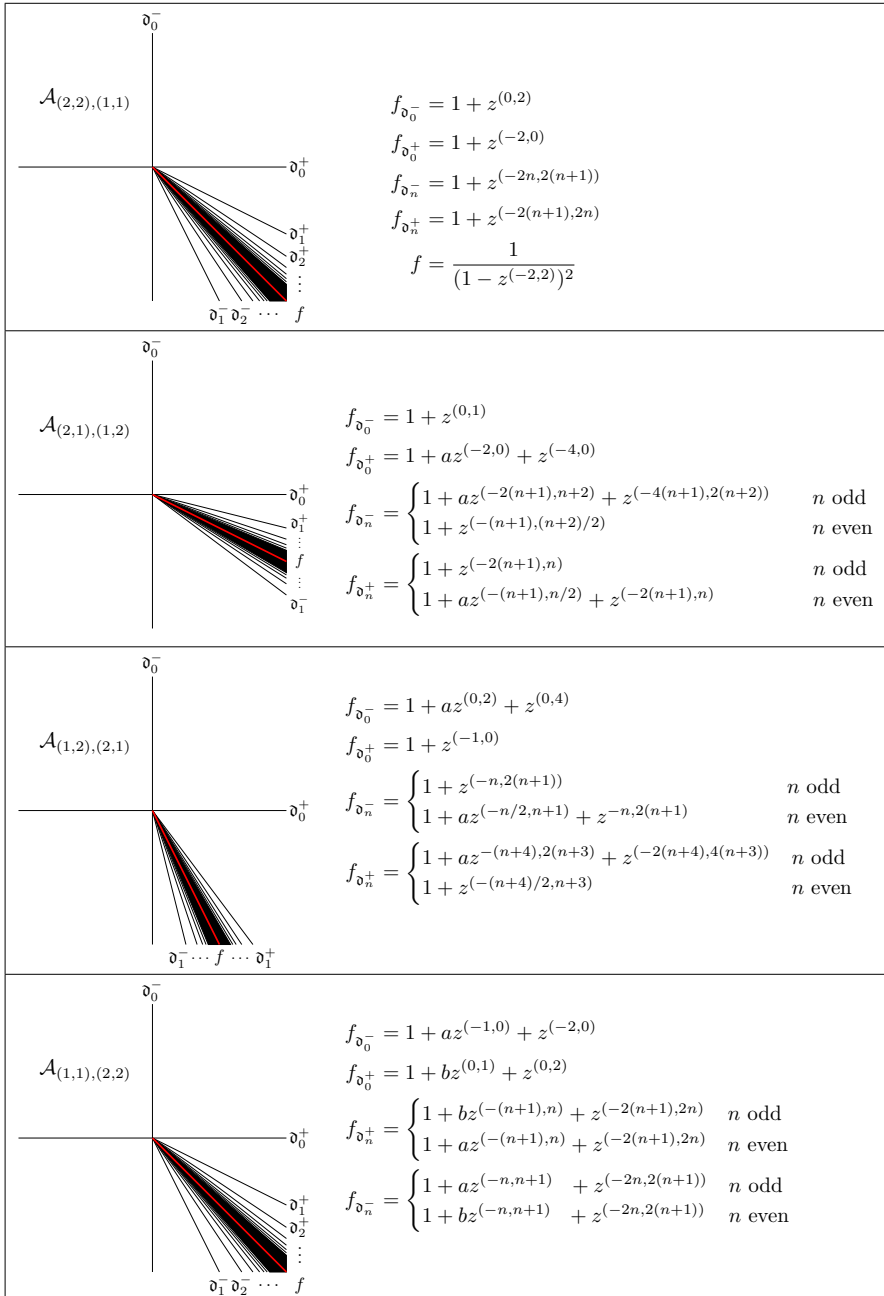 𝔡₀⁻
𝒜₍₂,₂₎,₍₁,₁₎
𝔡₀⁺
𝔡₁⁺
𝔡₂⁺
⋮
𝔡₁⁻ 𝔡₂⁻ ⋯ f
f_{𝔡₀⁻} = 1 + z^{(0,2)}
f_{𝔡₀⁺} = 1 + z^{(−2,0)}
f_{𝔡ₙ⁻} = 1 + z^{(−2n,2(n+1))}
f_{𝔡ₙ⁺} = 1 + z^{(−2(n+1),2n)}
f = 1 / (1 − z^{(−2,2)})²
𝔡₀⁻
𝒜₍₂,₁₎,₍₁,₂₎
𝔡₀⁺
𝔡₁⁺
⋮
f
⋮
𝔡₁⁻
f_{𝔡₀⁻} = 1 + z^{(0,1)}
f_{𝔡₀⁺} = 1 + az^{(−2,0)} + z^{(−4,0)}
f_{𝔡ₙ⁻} = { 1 + az^{(−2(n+1),n+2)} + z^{(−4(n+1),2(n+2))} n odd
1 + z^{(−(n+1),(n+2)/2)} n even
f_{𝔡ₙ⁺} = { 1 + z^{(−2(n+1),n)} n odd
1 + az^{(−(n+1),n/2)} + z^{(−2(n+1),n)} n even
𝔡₀⁻
𝒜₍₁,₂₎,₍₂,₁₎
𝔡₀⁺
𝔡₁⁻ ⋯ f ⋯ 𝔡₁⁺
f_{𝔡₀⁻} = 1 + az^{(0,2)} + z^{(0,4)}
f_{𝔡₀⁺} = 1 + z^{(−1,0)}
f_{𝔡ₙ⁻} = { 1 + z^{(−n,2(n+1))} n odd
1 + az^{(−n/2,n+1)} + z^{−n,2(n+1)} n even
f_{𝔡ₙ⁺} = { 1 + az^{−(n+4),2(n+3)} + z^{(−2(n+4),4(n+3))} n odd
1 + z^{(−(n+4)/2,n+3)} n even
𝔡₀⁻
𝒜₍₁,₁₎,₍₂,₂₎
𝔡₀⁺
𝔡₁⁺
𝔡₂⁺
⋮
𝔡₁⁻ 𝔡₂⁻ ⋯ f
f_{𝔡₀⁻} = 1 + az^{(−1,0)} + z^{(−2,0)}
f_{𝔡₀⁺} = 1 + bz^{(0,1)} + z^{(0,2)}
f_{𝔡ₙ⁺} = { 1 + bz^{(−(n+1),n)} + z^{(−2(n+1),2n)} n odd
1 + az^{(−(n+1),n)} + z^{(−2(n+1),2n)} n even
f_{𝔡ₙ⁻} = { 1 + az^{(−n,n+1)} + z^{(−2n,2(n+1))} n odd
1 + bz^{(−n,n+1)} + z^{(−2n,2(n+1))} n even